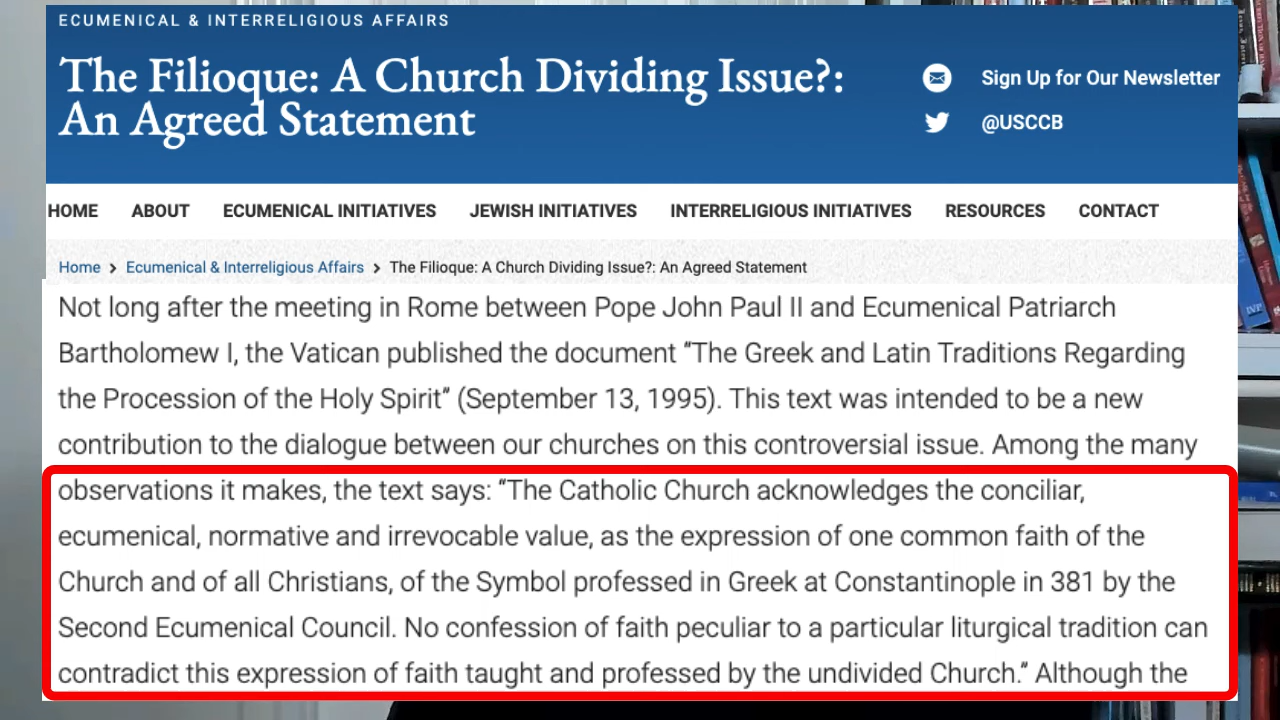 ECUMENICAL & INTERRELIGIOUS AFFAIRS
The Filioque: A Church Dividing Issue?:
An Agreed Statement
Sign Up for Our Newsletter
@USCCB
HOME ABOUT ECUMENICAL INITIATIVES JEWISH INITIATIVES INTERRELIGIOUS INITIATIVES RESOURCES CONTACT
Home > Ecumenical & Interreligious Affairs > The Filioque: A Church Dividing Issue?: An Agreed Statement
Not long after the meeting in Rome between Pope John Paul II and Ecumenical Patriarch
Bartholomew I, the Vatican published the document “The Greek and Latin Traditions Regarding
the Procession of the Holy Spirit” (September 13, 1995). This text was intended to be a new
contribution to the dialogue between our churches on this controversial issue. Among the many
observations it makes, the text says: “The Catholic Church acknowledges the conciliar,
ecumenical, normative and irrevocable value, as the expression of one common faith of the
Church and of all Christians, of the Symbol professed in Greek at Constantinople in 381 by the
Second Ecumenical Council. No confession of faith peculiar to a particular liturgical tradition can
contradict this expression of faith taught and professed by the undivided Church.” Although the
IVP